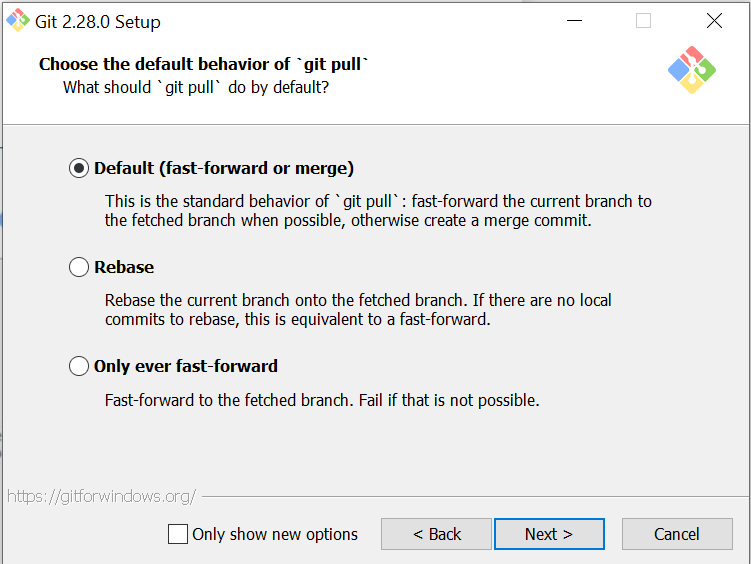 Git 2.28.0 Setup
Choose the default behavior of `git pull`
What should `git pull` do by default?
Default (fast-forward or merge)
This is the standard behavior of `git pull`: fast-forward the current branch to
the fetched branch when possible, otherwise create a merge commit.
Rebase
Rebase the current branch onto the fetched branch. If there are no local
commits to rebase, this is equivalent to a fast-forward.
Only ever fast-forward
Fast-forward to the fetched branch. Fail if that is not possible.
https://gitforwindows.org/
Only show new options
< Back
Next >
Cancel